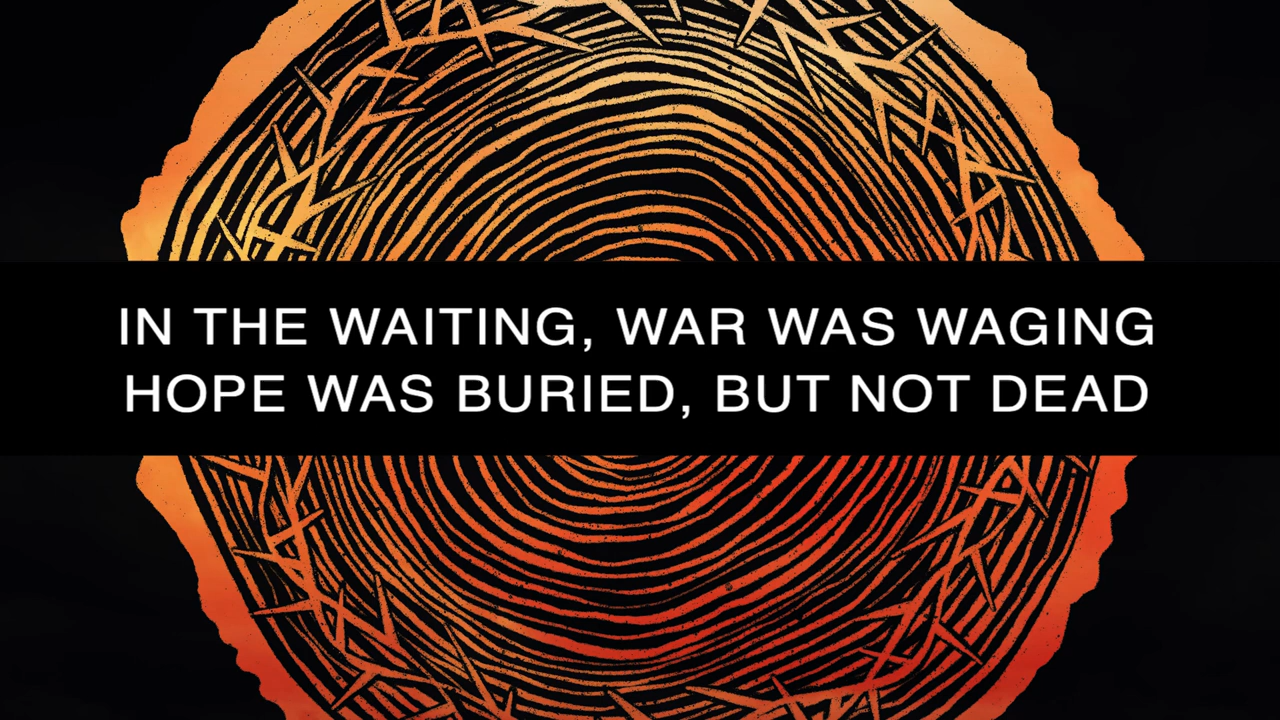 IN THE WAITING, WAR WAS WAGING
HOPE WAS BURIED, BUT NOT DEAD